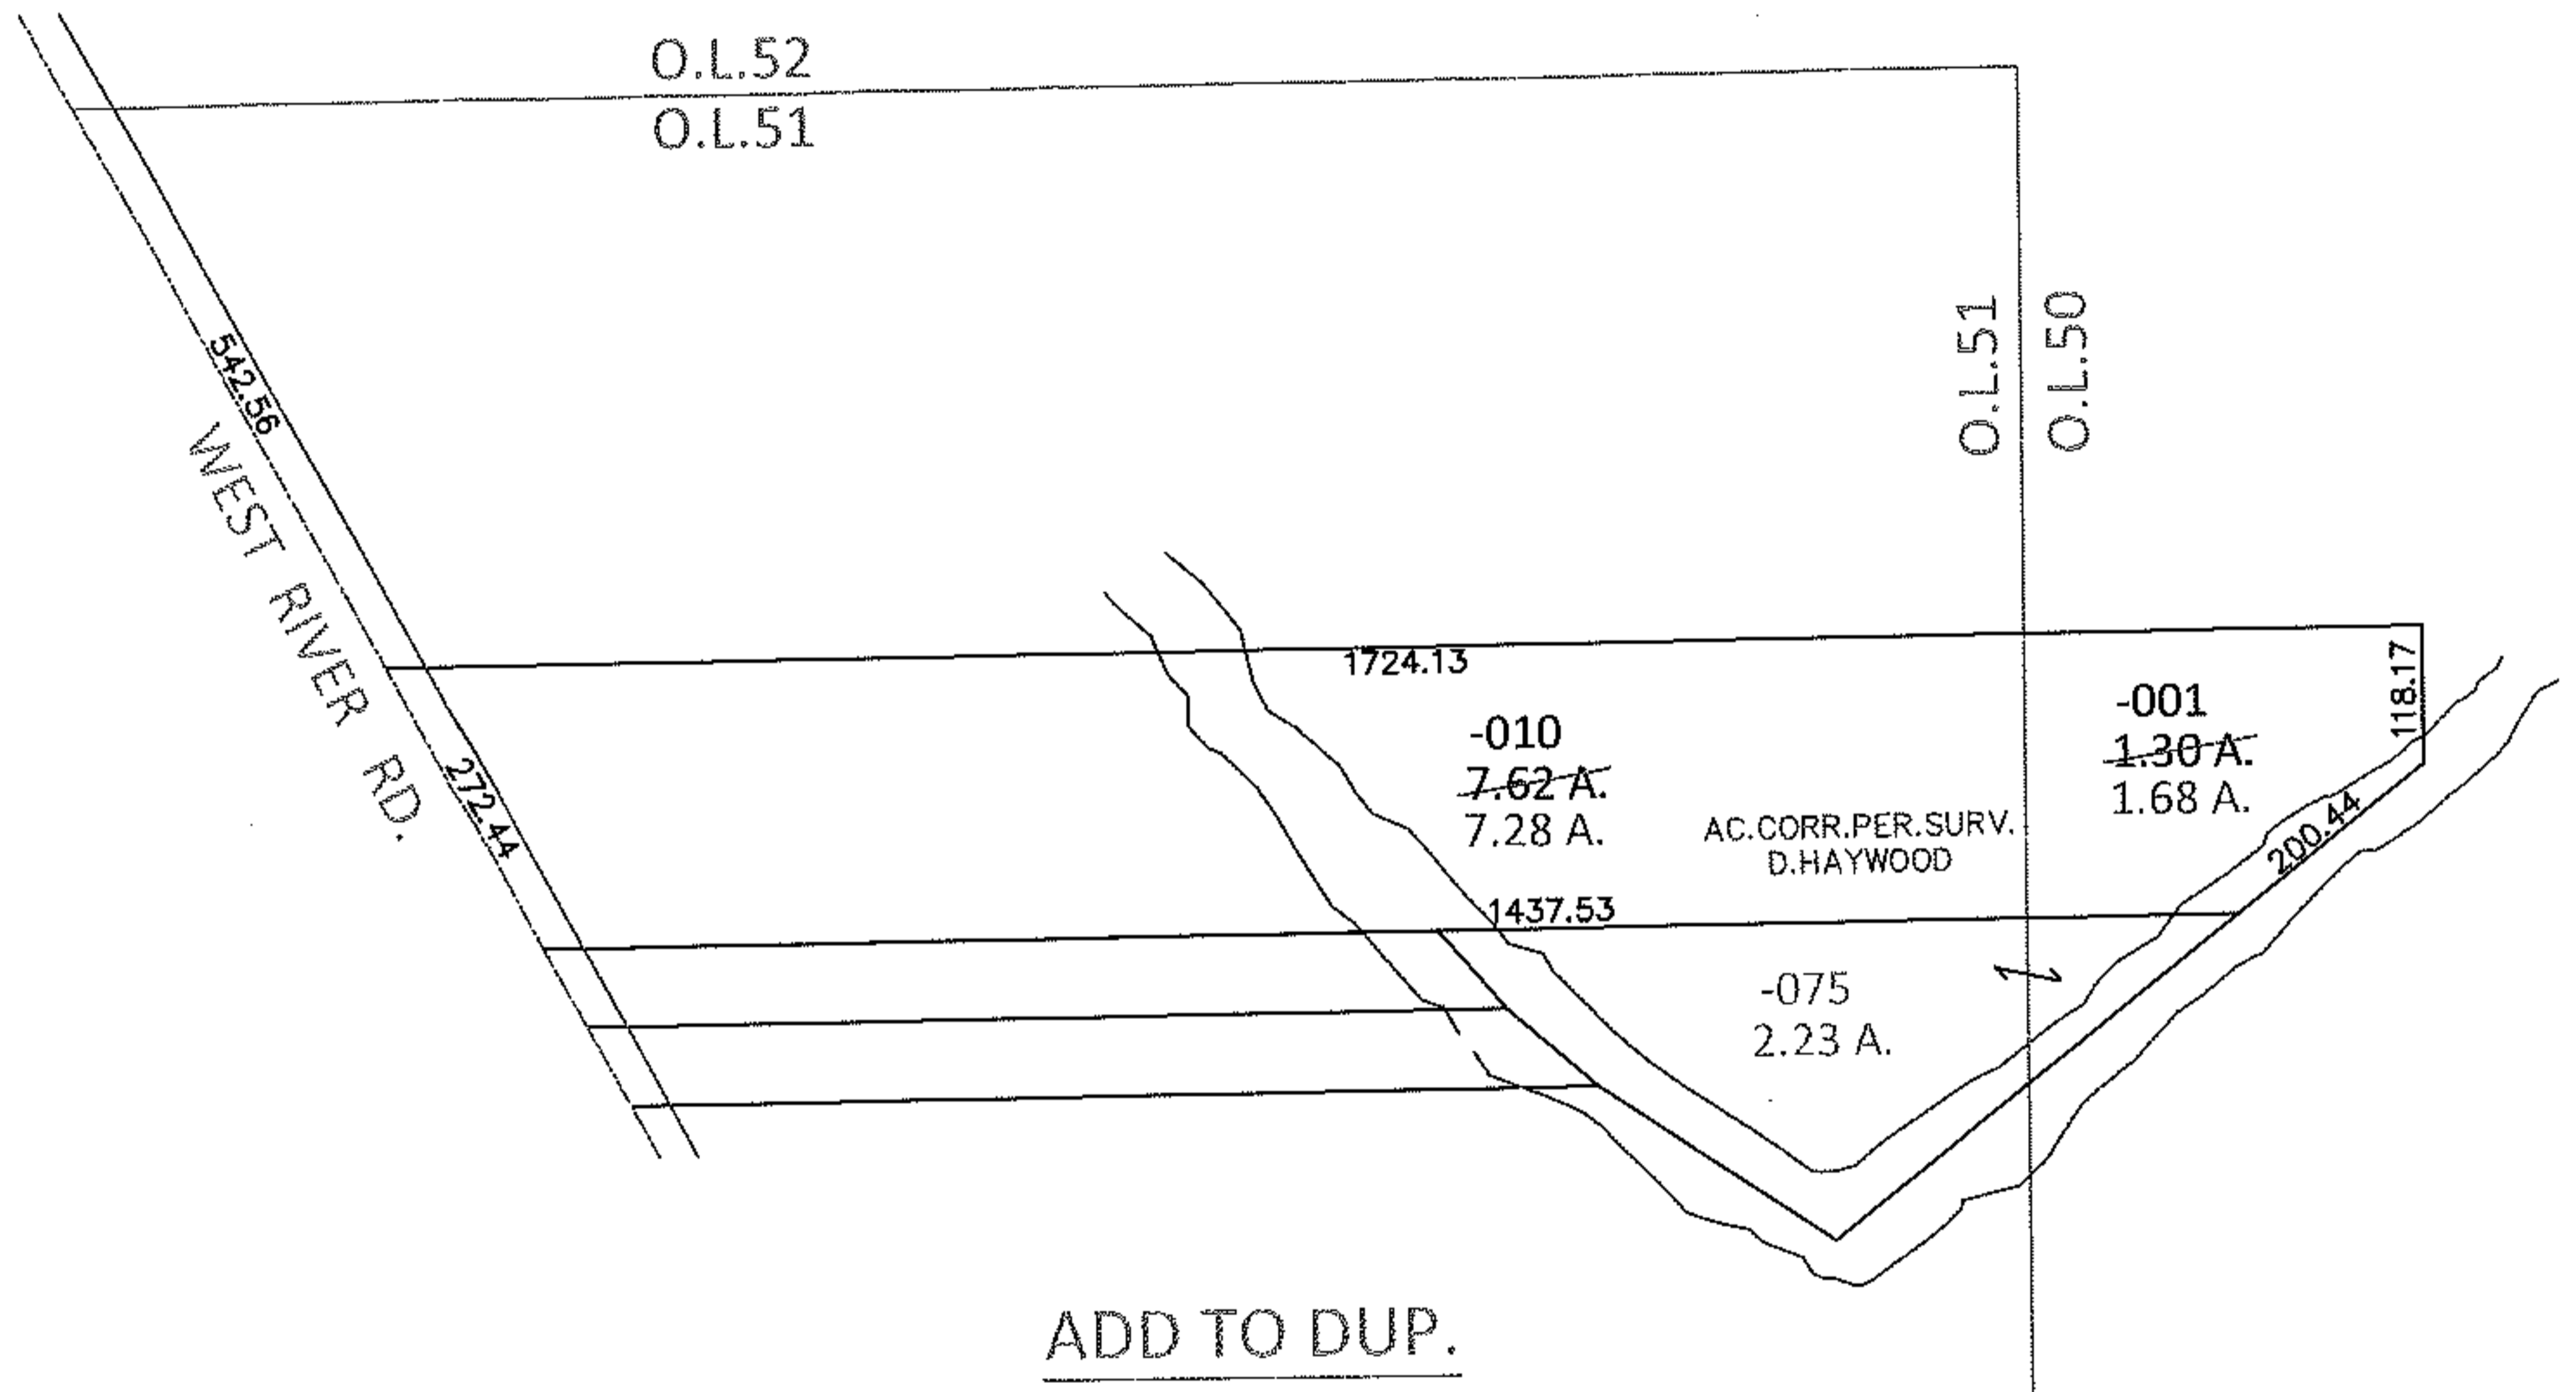 O.L.52
O.L.51
O.L.51
O.L.50
542.56
WEST RIVER RD.
272.44
1724.13
118.17
-010
7.62 A.
7.28 A.
-001
1.30 A.
1.68 A.
AC.CORR.PER.SURV.
D.HAYWOOD
200.44
1437.53
-075
2.23 A.
ADD TO DUP.